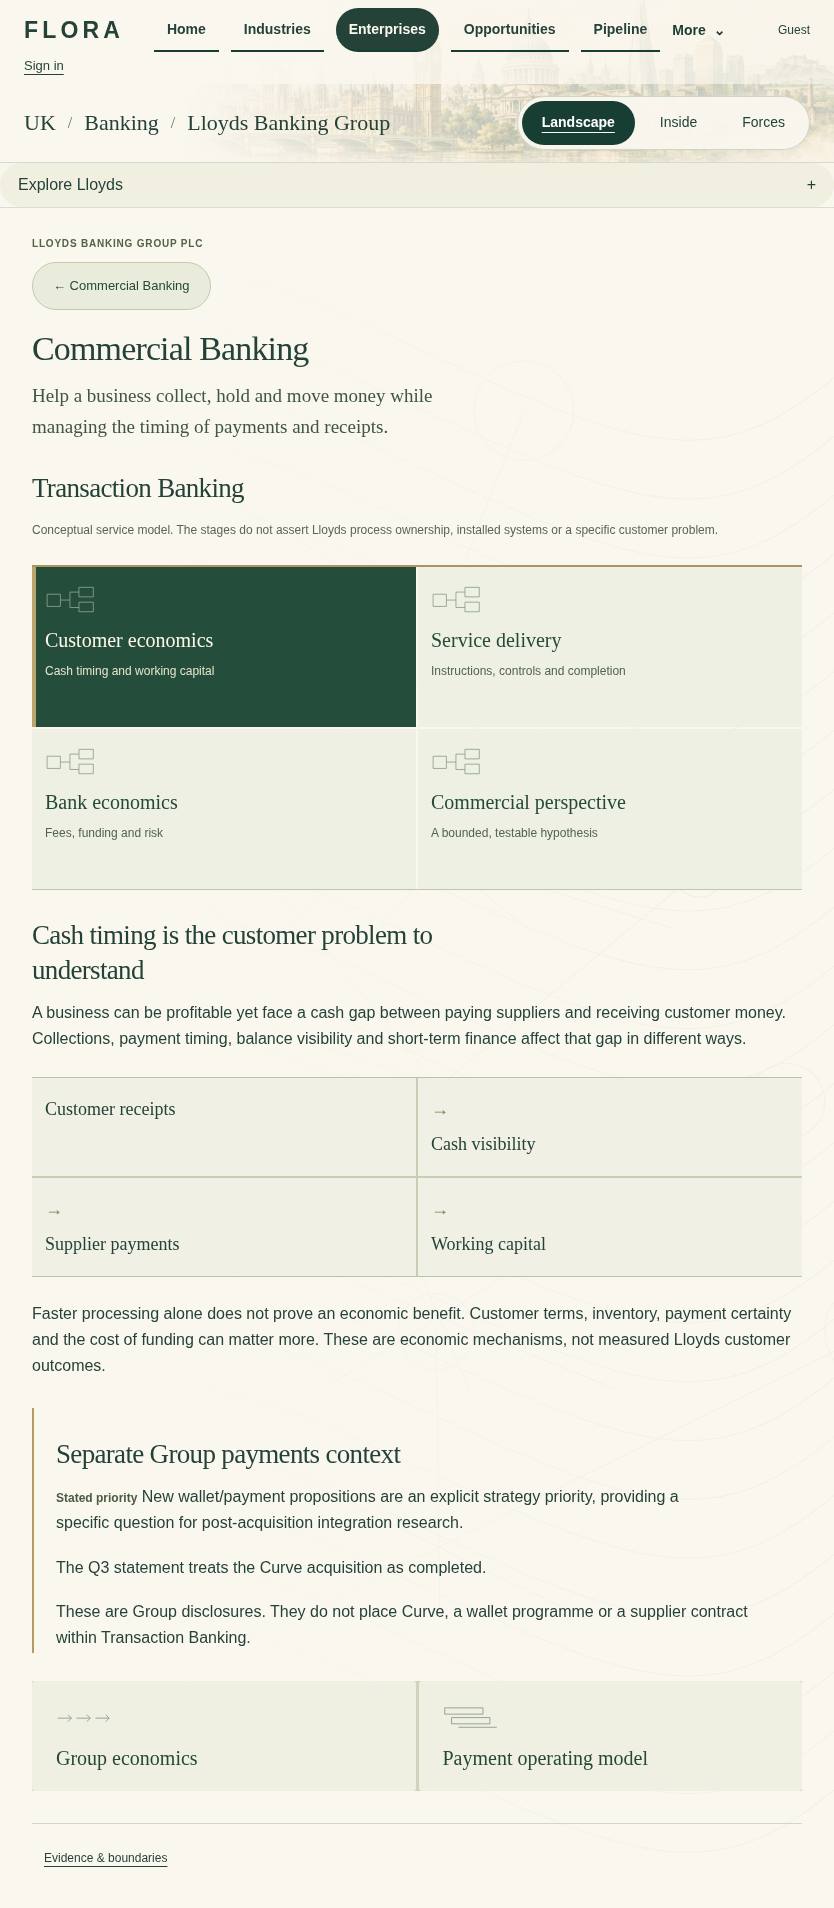 FLORA
Home
Industries
Enterprises
Opportunities
Pipeline
More ⌄
Guest
Sign in
UK / Banking / Lloyds Banking Group
Landscape
Inside
Forces
Explore Lloyds +
LLOYDS BANKING GROUP PLC
← Commercial Banking
Commercial Banking
Help a business collect, hold and move money while
managing the timing of payments and receipts.
Transaction Banking
Conceptual service model. The stages do not assert Lloyds process ownership, installed systems or a specific customer problem.
Customer economics
Cash timing and working capital
Service delivery
Instructions, controls and completion
Bank economics
Fees, funding and risk
Commercial perspective
A bounded, testable hypothesis
Cash timing is the customer problem to
understand
A business can be profitable yet face a cash gap between paying suppliers and receiving customer money.
Collections, payment timing, balance visibility and short-term finance affect that gap in different ways.
Customer receipts
→
Cash visibility
→
Supplier payments
→
Working capital
Faster processing alone does not prove an economic benefit. Customer terms, inventory, payment certainty
and the cost of funding can matter more. These are economic mechanisms, not measured Lloyds customer
outcomes.
Separate Group payments context
Stated priority New wallet/payment propositions are an explicit strategy priority, providing a
specific question for post-acquisition integration research.
The Q3 statement treats the Curve acquisition as completed.
These are Group disclosures. They do not place Curve, a wallet programme or a supplier contract
within Transaction Banking.
Group economics
Payment operating model
Evidence & boundaries